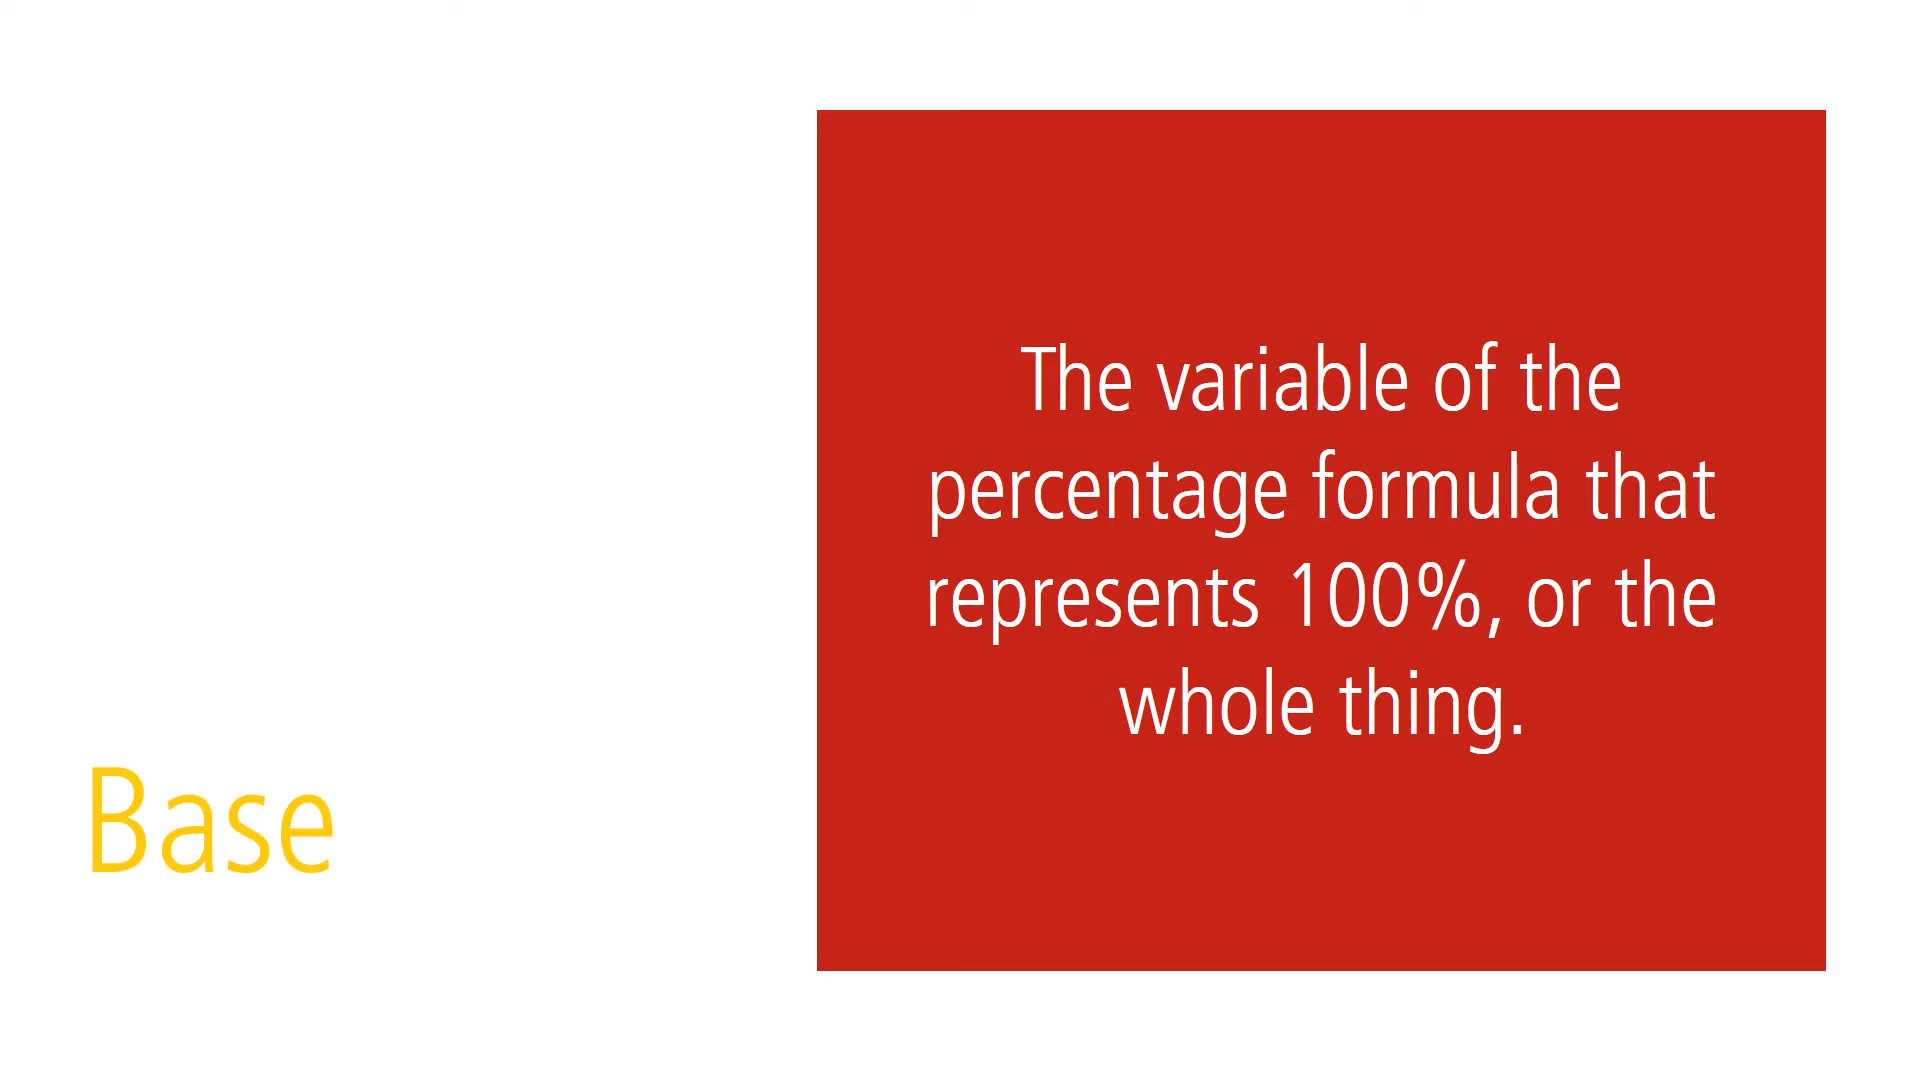 Base
The variable of the
percentage formula that
represents 100%, or the
whole thing.